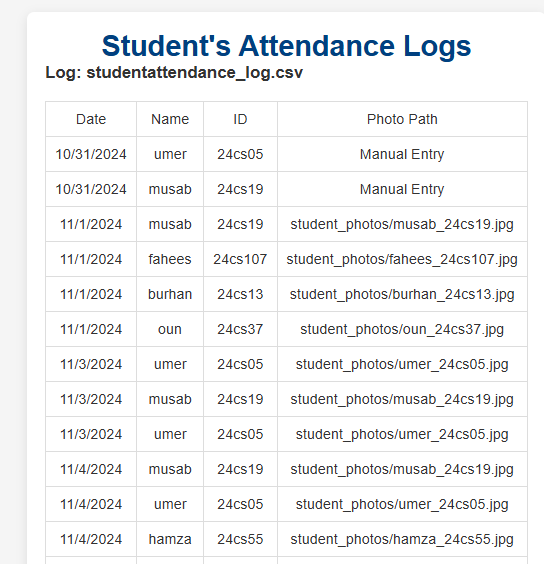 Student's Attendance Logs
Log: studentattendance_log.csv
Date Name ID Photo Path
10/31/2024 umer 24cs05 Manual Entry
10/31/2024 musab 24cs19 Manual Entry
11/1/2024 musab 24cs19 student_photos/musab_24cs19.jpg
11/1/2024 fahees 24cs107 student_photos/fahees_24cs107.jpg
11/1/2024 burhan 24cs13 student_photos/burhan_24cs13.jpg
11/1/2024 oun 24cs37 student_photos/oun_24cs37.jpg
11/3/2024 umer 24cs05 student_photos/umer_24cs05.jpg
11/3/2024 musab 24cs19 student_photos/musab_24cs19.jpg
11/3/2024 umer 24cs05 student_photos/umer_24cs05.jpg
11/4/2024 musab 24cs19 student_photos/musab_24cs19.jpg
11/4/2024 umer 24cs05 student_photos/umer_24cs05.jpg
11/4/2024 hamza 24cs55 student_photos/hamza_24cs55.jpg